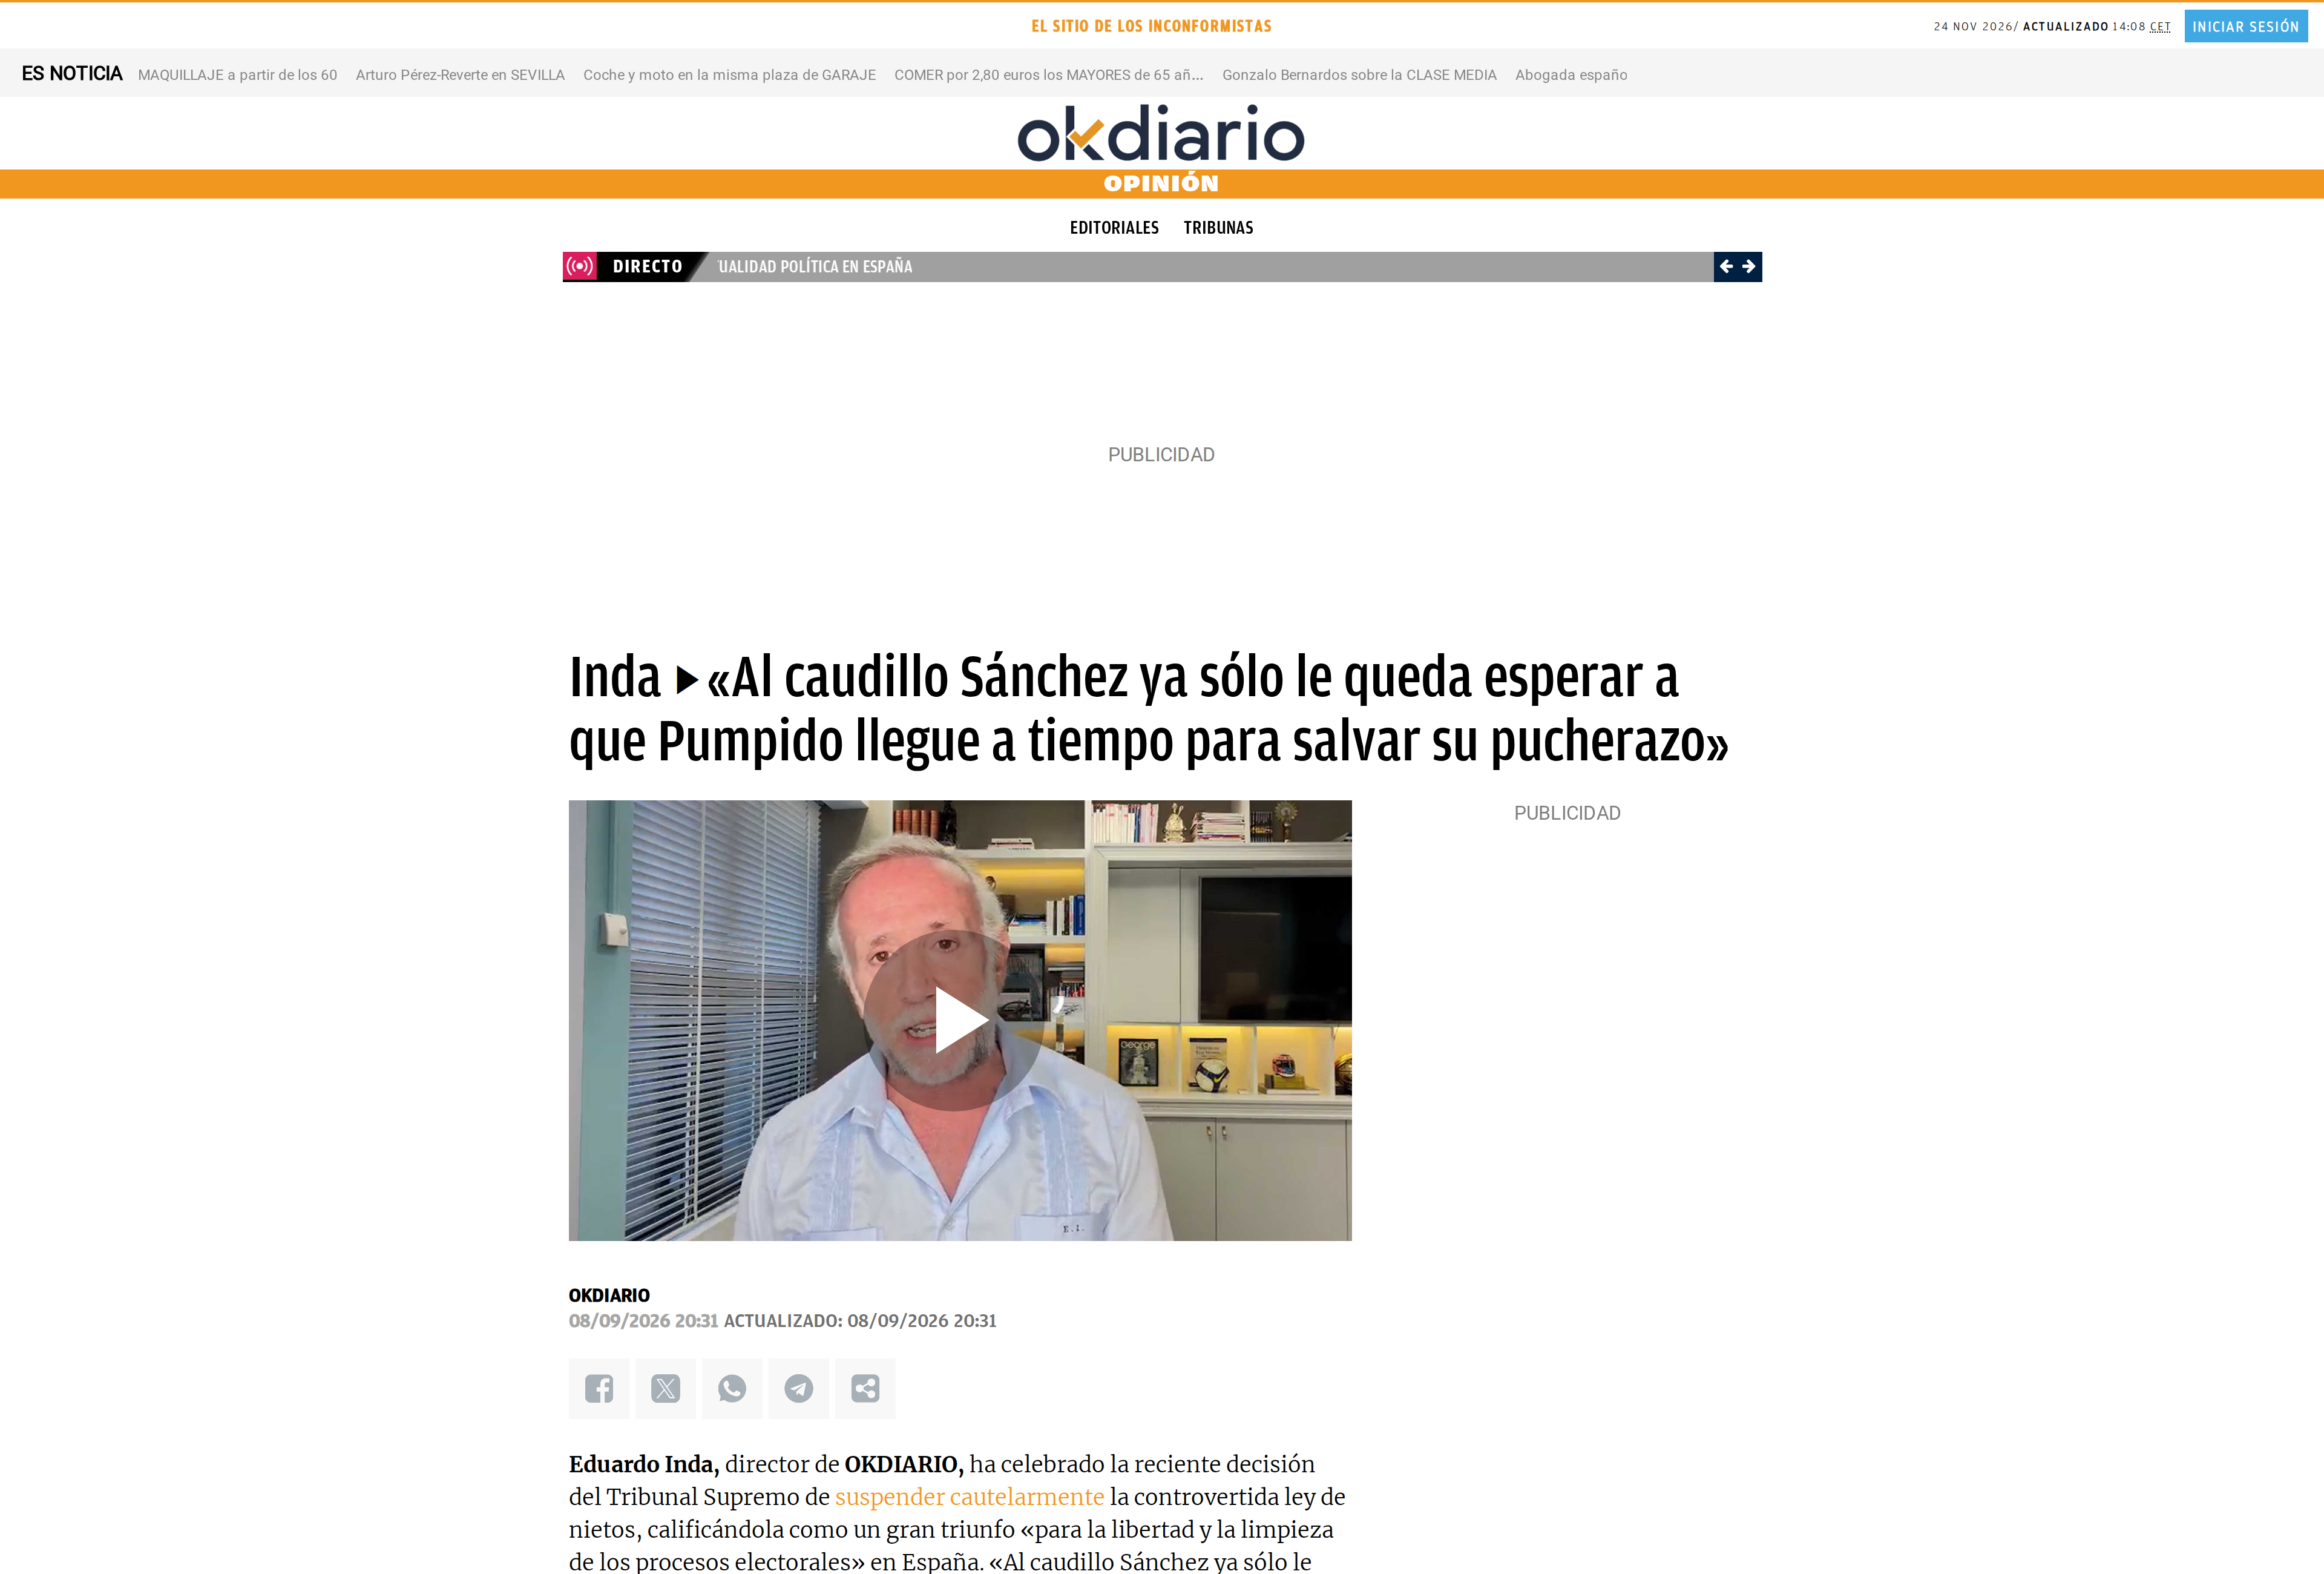 EL SITIO DE LOS INCONFORMISTAS
24 NOV 2026/ ACTUALIZADO 14:08 CET
INICIAR SESIÓN
ES NOTICIA MAQUILLAJE a partir de los 60 Arturo Pérez-Reverte en SEVILLA Coche y moto en la misma plaza de GARAJE COMER por 2,80 euros los MAYORES de 65 añ... Gonzalo Bernardos sobre la CLASE MEDIA Abogada españo
okdiario
OPINIÓN
EDITORIALES TRIBUNAS
DIRECTO UALIDAD POLÍTICA EN ESPAÑA
PUBLICIDAD
Inda ▶ «Al caudillo Sánchez ya sólo le queda esperar a
que Pumpido llegue a tiempo para salvar su pucherazo»
PUBLICIDAD
George
E.I.
OKDIARIO
08/09/2026 20:31 ACTUALIZADO: 08/09/2026 20:31
Eduardo Inda, director de OKDIARIO, ha celebrado la reciente decisión
del Tribunal Supremo de suspender cautelarmente la controvertida ley de
nietos, calificándola como un gran triunfo «para la libertad y la limpieza
de los procesos electorales» en España. «Al caudillo Sánchez ya sólo le